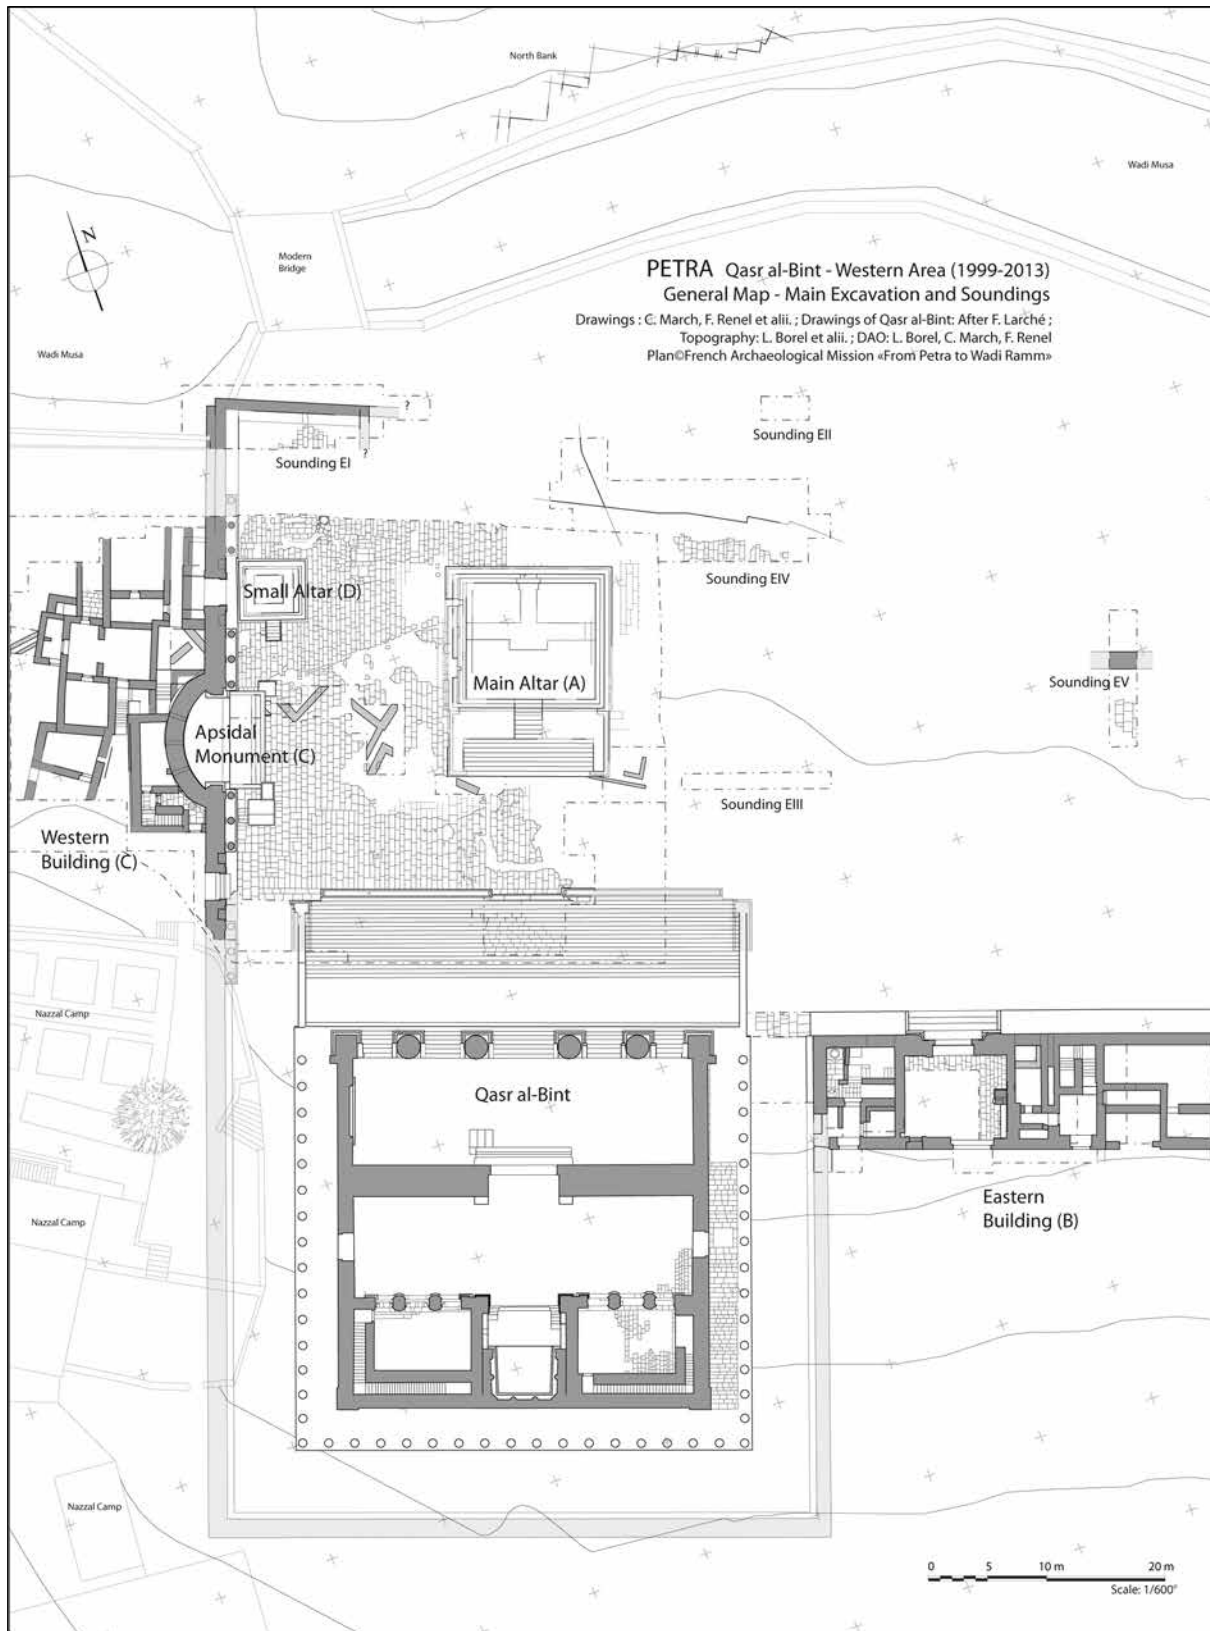 North Bank
Wadi Musa
N
Modern
Bridge
PETRA Qasr al-Bint - Western Area (1999-2013)
General Map - Main Excavation and Soundings
Drawings : C. March, F. Renel et alii. ; Drawings of Qasr al-Bint: After F. Larché ;
Topography: L. Borel et alii. ; DAO: L. Borel, C. March, F. Renel
Plan©French Archaeological Mission «From Petra to Wadi Ramm»
Wadi Musa
?
Sounding EII
Sounding EI
?
Sounding EIV
Small Altar (D)
Main Altar (A)
Sounding EV
Apsidal
Monument (C)
Sounding EIII
Western
Building (C)
Nazzal Camp
Qasr al-Bint
Eastern
Building (B)
Nazzal Camp
Nazzal Camp
0 5 10 m 20 m
Scale: 1/600°